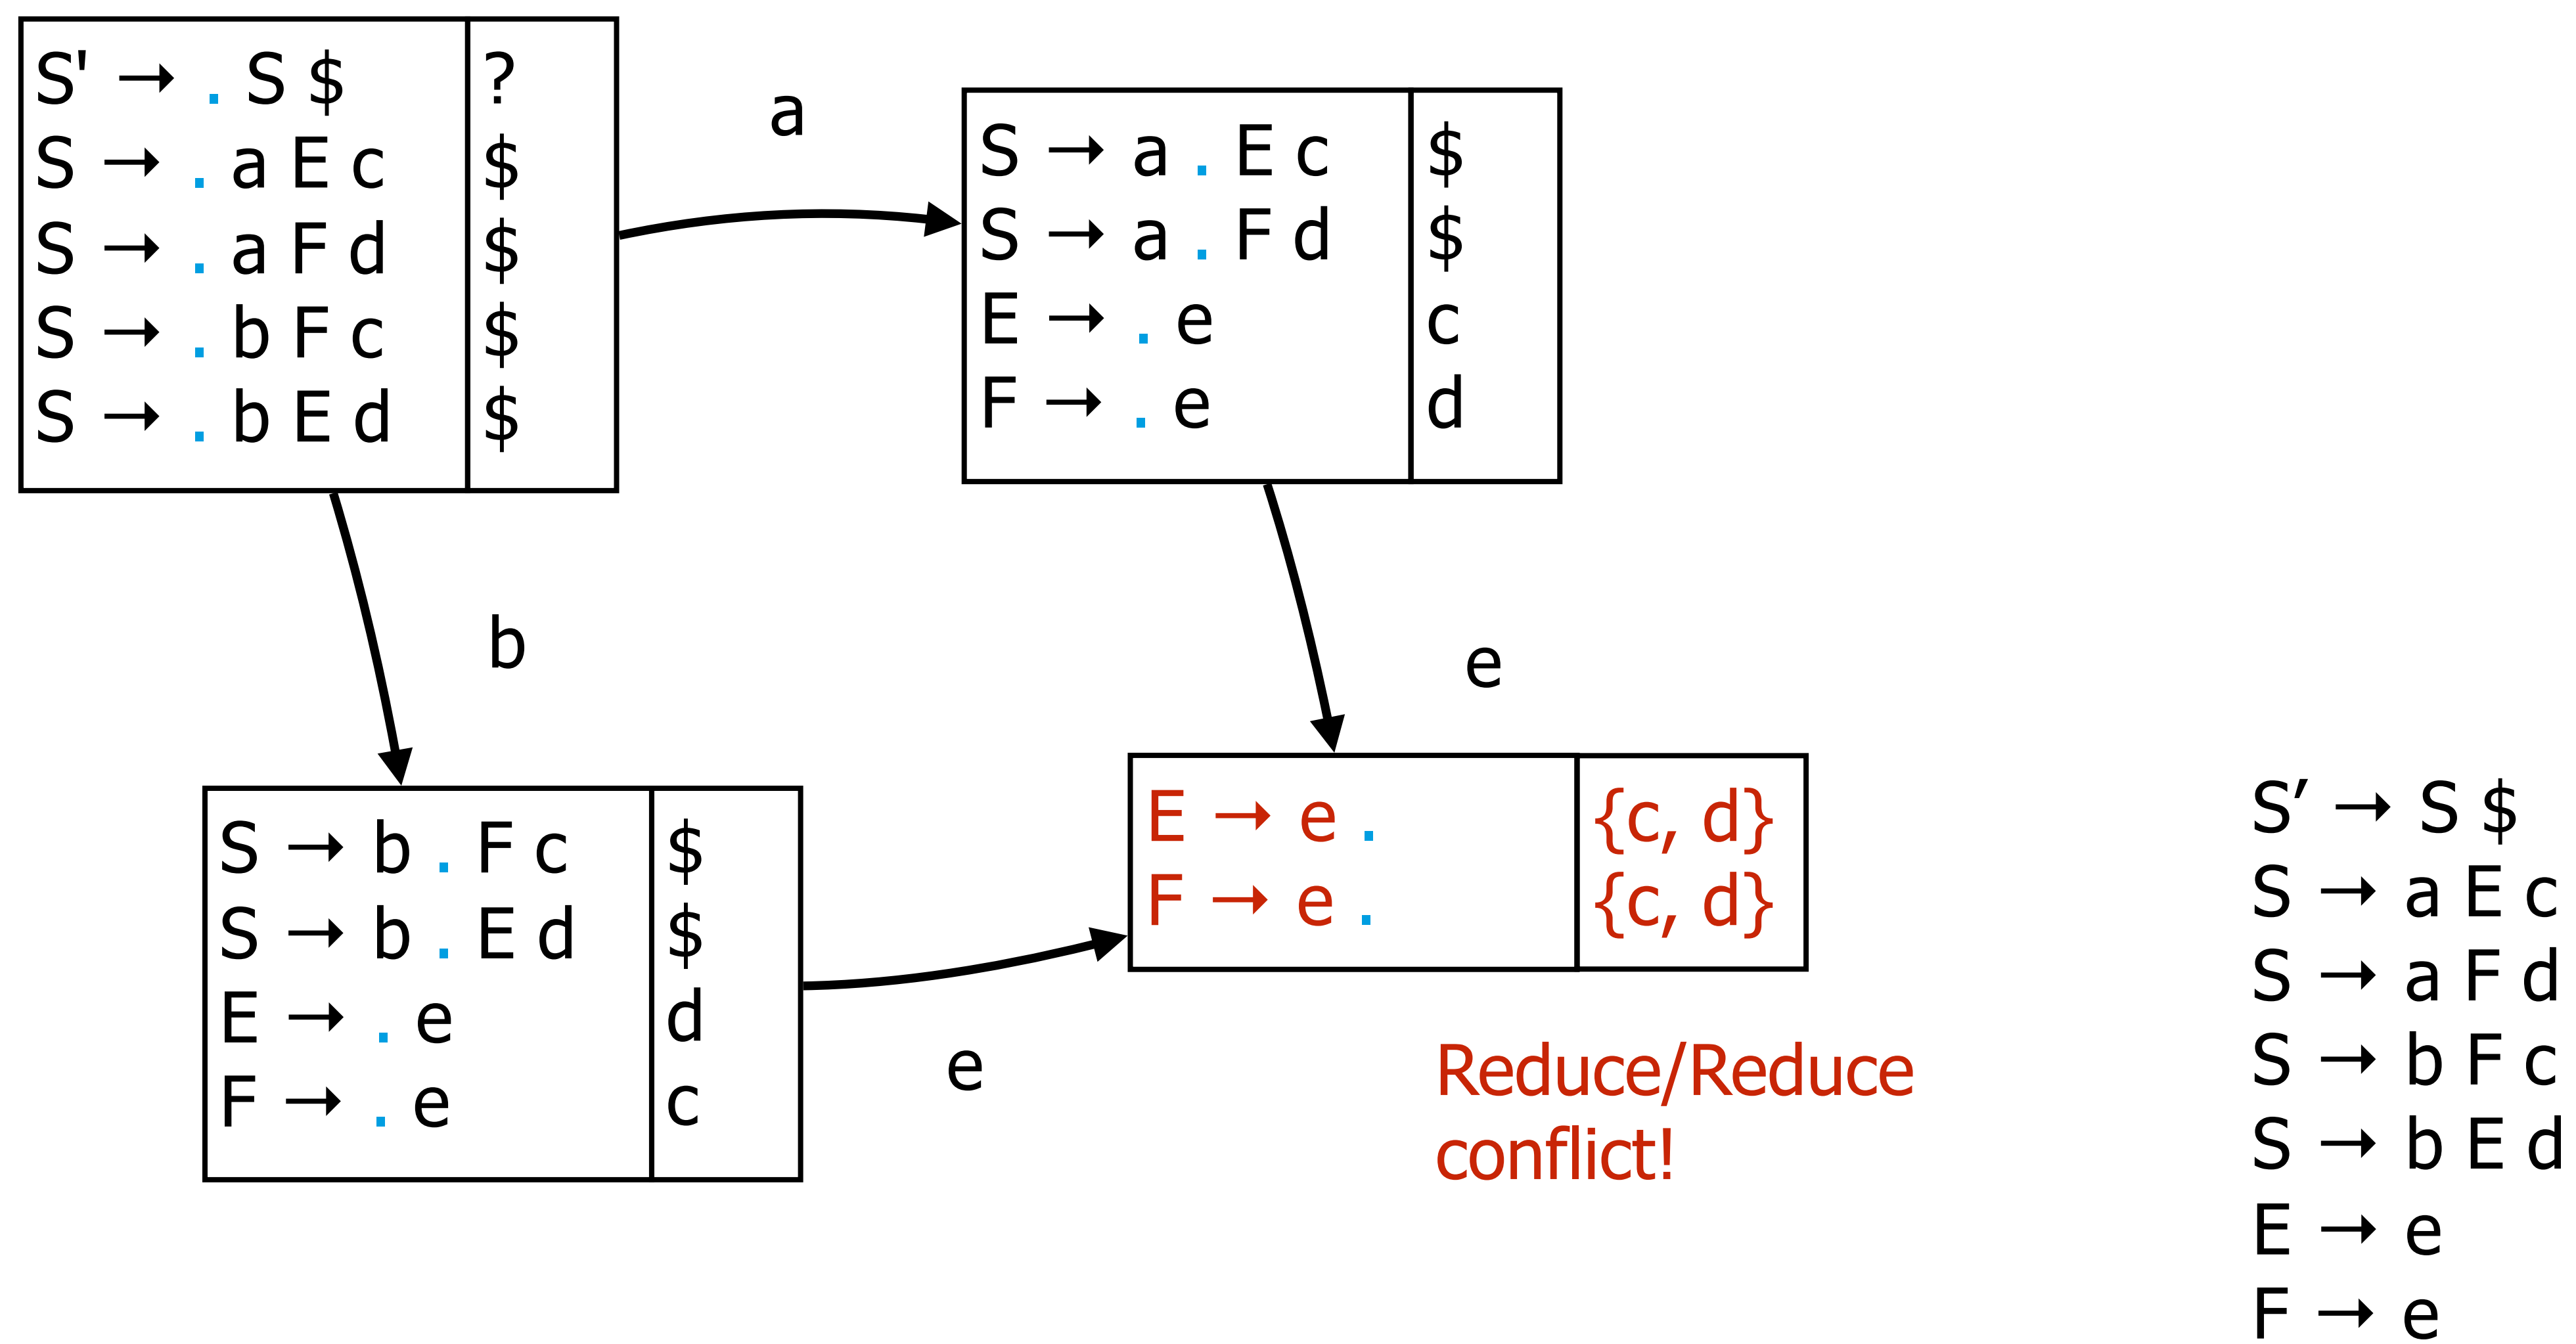 S' → . S $ ?
S → . a E c $
S → . a F d $
S → . b F c $
S → . b E d $
a
S → a . E c $
S → a . F d $
E → . e c
F → . e d
b
e
S → b . F c $
S → b . E d $
E → . e d
F → . e c
e
E → e . {c, d}
F → e . {c, d}
Reduce/Reduce
conflict!
S′ → S $
S → a E c
S → a F d
S → b F c
S → b E d
E → e
F → e